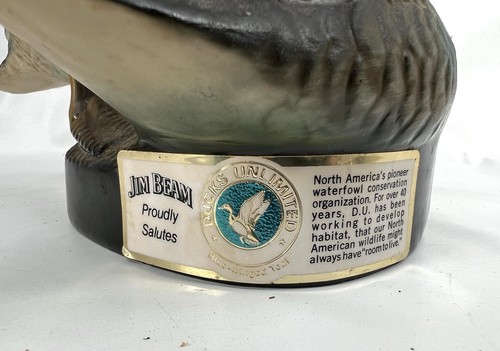 JIM BEAM
Proudly
Salutes
DUCKS UNLIMITED
North America's pioneer
waterfowl conservation
organization. For over 40
years, D.U. has been
working to develop
habitat, that our North
American wildlife might
always have "room to live."